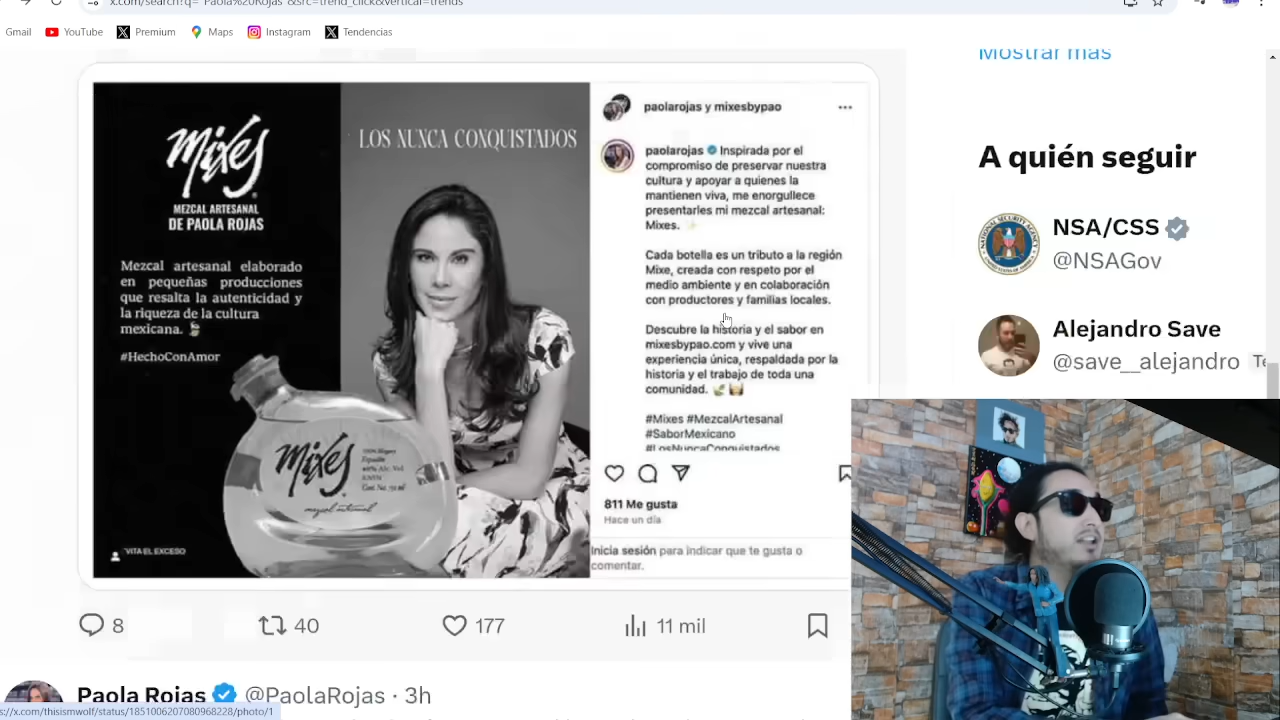 x.com/search?q="Paola%20Rojas"&src=trend_click&vertical=trends
Gmail
YouTube
Premium
Maps
Instagram
Tendencias
Mostrar más
Mixes
MEZCAL ARTESANAL
DE PAOLA ROJAS
Mezcal artesanal elaborado
en pequeñas producciones
que resalta la autenticidad y
la riqueza de la cultura
mexicana.
#HechoConAmor
LOS NUNCA CONQUISTADOS
Mixes
mezcal artesanal
VITA EL EXCESO
paolarojas y mixesbypao
paolarojas Inspirada por el
compromiso de preservar nuestra
cultura y apoyar a quienes la
mantienen viva, me enorgullece
presentarles mi mezcal artesanal:
Mixes.
Cada botella es un tributo a la región
Mixe, creada con respeto por el
medio ambiente y en colaboración
con productores y familias locales.
Descubre la historia y el sabor en
mixesbypao.com y vive una
experiencia única, respaldada por la
historia y el trabajo de toda una
comunidad.
#Mixes #MezcalArtesanal
#SaborMexicano
#LosNuncaConquistados
811 Me gusta
Hace un día
Inicia sesión para indicar que te gusta o
comentar.
8
40
177
11 mil
Paola Rojas @PaolaRojas · 3h
s://x.com/thisismwolf/status/1851006207080968228/photo/1
A quién seguir
NSA/CSS
@NSAGov
Alejandro Save
@save__alejandro Te